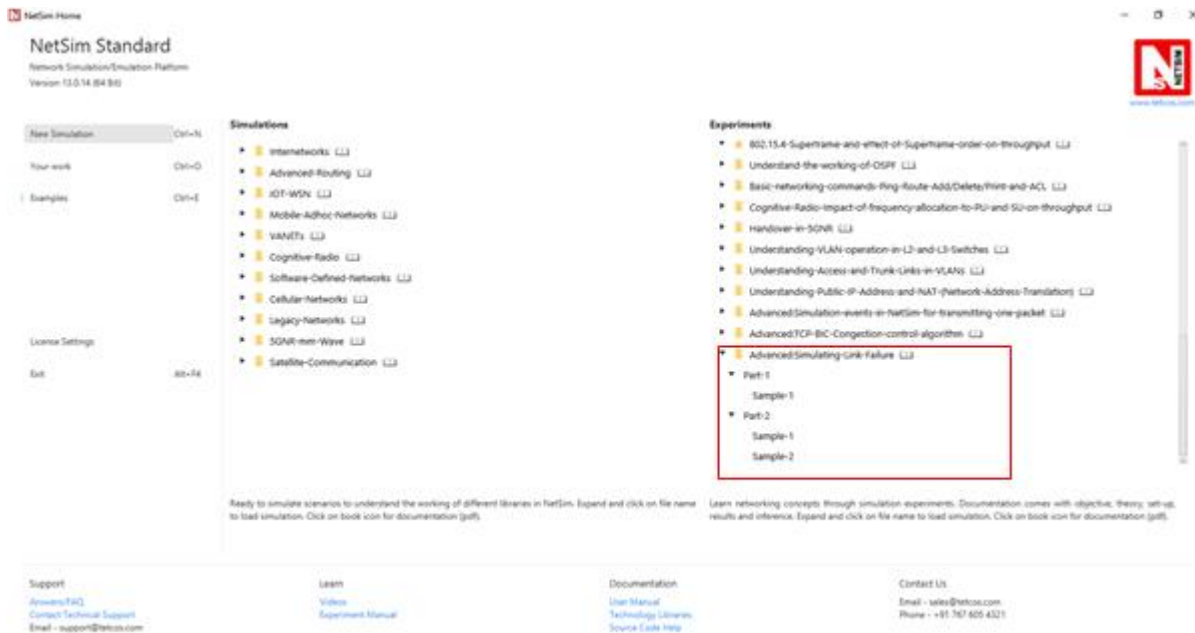 NetSim Home
NetSim Standard
Network Simulation/Emulation Platform
Version 13.0.14 (64 Bit)
NETSIM
www.tetcos.com
New Simulation Ctrl+N
Your work Ctrl+O
Examples Ctrl+E
License Settings
Exit Alt+F4
Simulations
Internetworks
Advanced-Routing
IOT-WSN
Mobile-Adhoc-Networks
VANETs
Cognitive-Radio
Software-Defined-Networks
Cellular-Networks
Legacy-Networks
5GNR-mm-Wave
Satellite-Communication
Ready to simulate scenarios to understand the working of different libraries in NetSim. Expand and click on file name
to load simulation. Click on book icon for documentation (pdf).
Experiments
802.15.4-Superframe-and-effect-of-Superframe-order-on-throughput
Understand-the-working-of-OSPF
Basic-networking-commands-Ping-Route-Add/Delete/Print-and-ACL
Cognitive-Radio-Impact-of-frequency-allocation-to-PU-and-SU-on-throughput
Handover-in-5GNR
Understanding-VLAN-operation-in-L2-and-L3-Switches
Understanding-Access-and-Trunk-Links-in-VLANs
Understanding-Public-IP-Address-and-NAT-(Network-Address-Translation)
Advanced:Simulation-events-in-NetSim-for-transmitting-one-packet
Advanced:TCP-BIC-Congestion-control-algorithm
Advanced:Simulating-Link-Failure
Part-1
Sample-1
Part-2
Sample-1
Sample-2
Learn networking concepts through simulation experiments. Documentation comes with objective, theory, set-up,
results and inference. Expand and click on file name to load simulation. Click on book icon for documentation (pdf).
Support
Answers/FAQ
Contact Technical Support
Email - support@tetcos.com
Learn
Videos
Experiment Manual
Documentation
User Manual
Technology Libraries
Source Code Help
Contact Us
Email - sales@tetcos.com
Phone - +91 767 605 4321